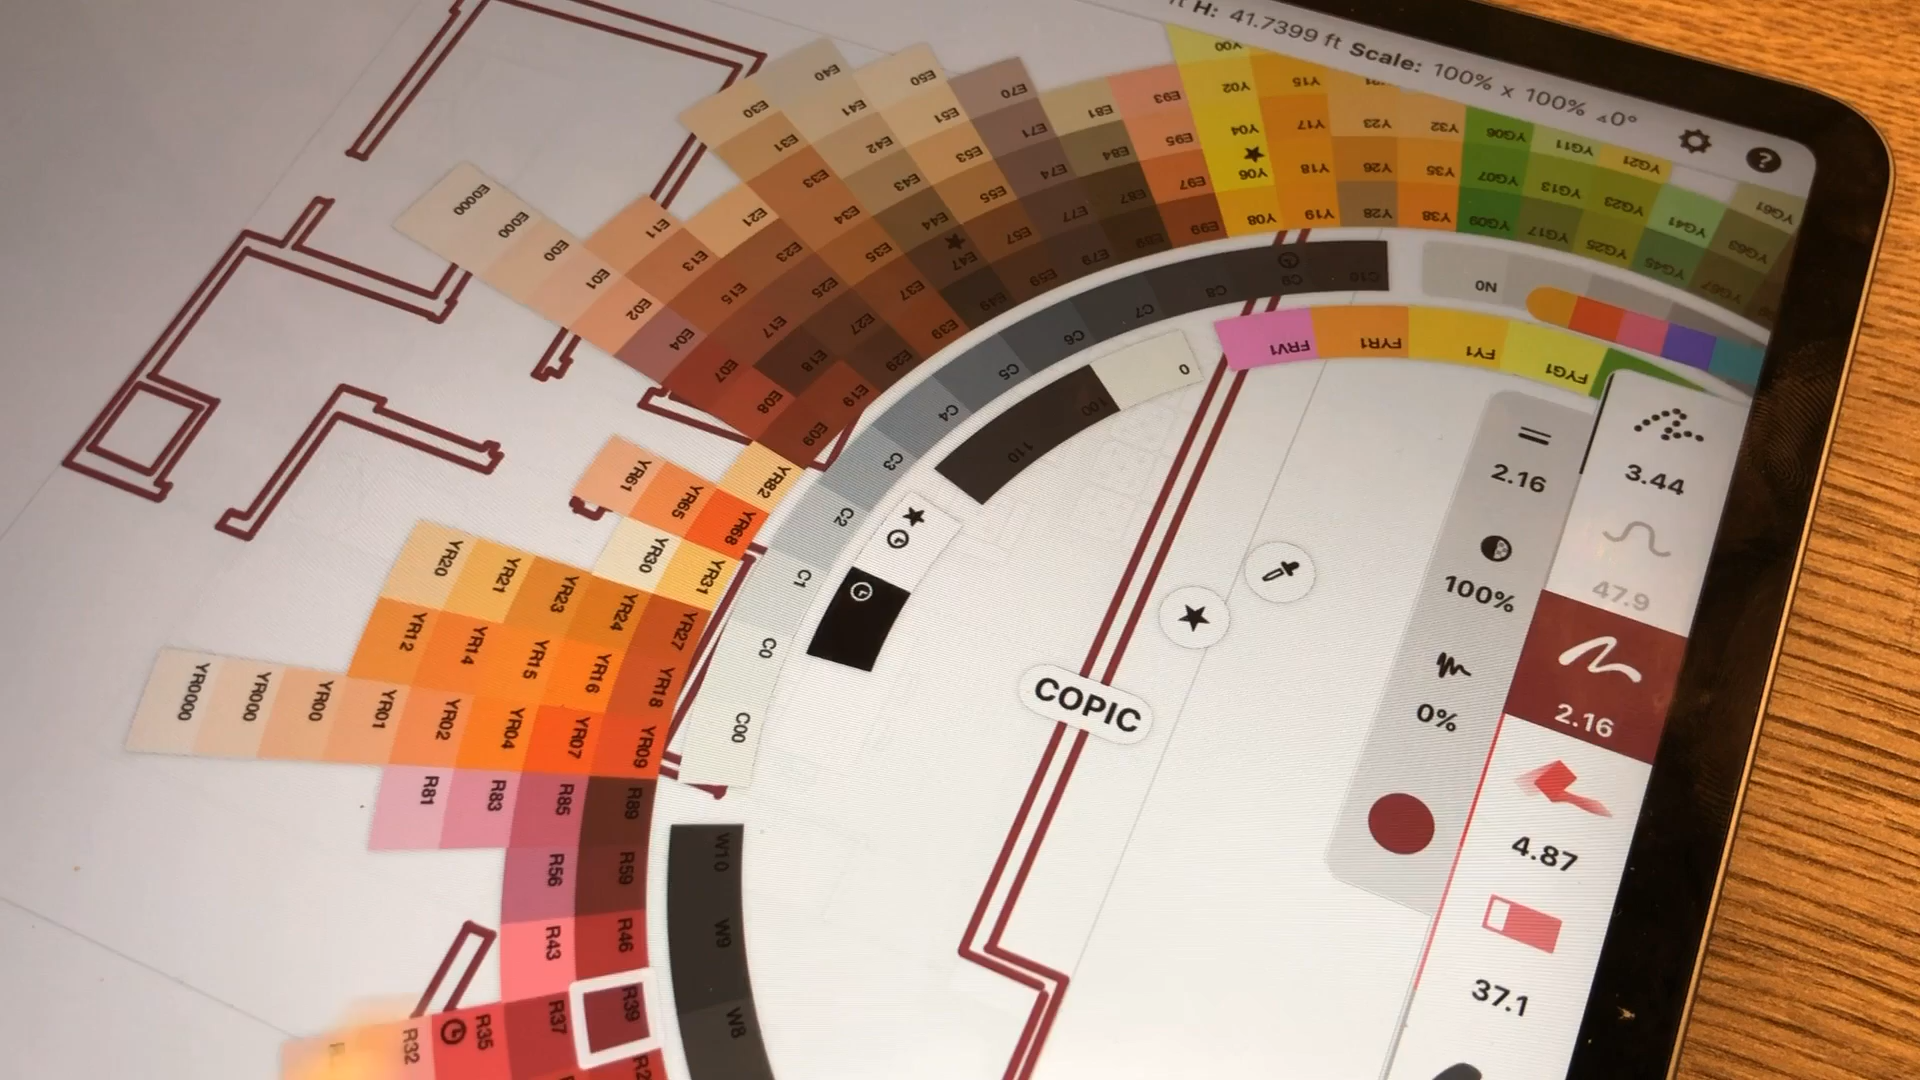 ft H: 41.7399 ft Scale: 100% x 100% ⊿0°
E40
E50
E70
E30
E41
E51
E71
E81
E93
Y00
Y02
Y04
Y06
Y08
Y15
Y17
Y18
Y19
Y23
Y26
Y28
Y32
Y35
Y38
YG06
YG07
YG09
YG11
YG13
YG17
YG21
YG23
YG25
YG41
YG45
YG61
YG63
YG67
E31
E42
E53
E74
E84
E95
E33
E43
E55
E77
E87
E97
E34
E44
E57
E79
E89
E99
E35
E47
E59
E37
E49
E39
E0000
E000
E00
E01
E02
E04
E07
E08
E09
E11
E13
E15
E17
E18
E19
E21
E23
E25
E27
E29
C10
C9
C8
C7
C6
C5
C4
C3
C2
C1
C0
C00
N0
0
100
110
FRV1
FYR1
FY1
FYG1
YR82
YR61
YR65
YR68
YR30
YR31
YR20
YR21
YR23
YR24
YR27
YR12
YR14
YR15
YR16
YR18
YR0000
YR000
YR00
YR01
YR02
YR04
YR07
YR09
R81
R83
R85
R89
R56
R59
R43
R46
R32
R35
R37
R39
W10
W9
W8
COPIC
2.16
100%
0%
3.44
47.9
2.16
4.87
37.1